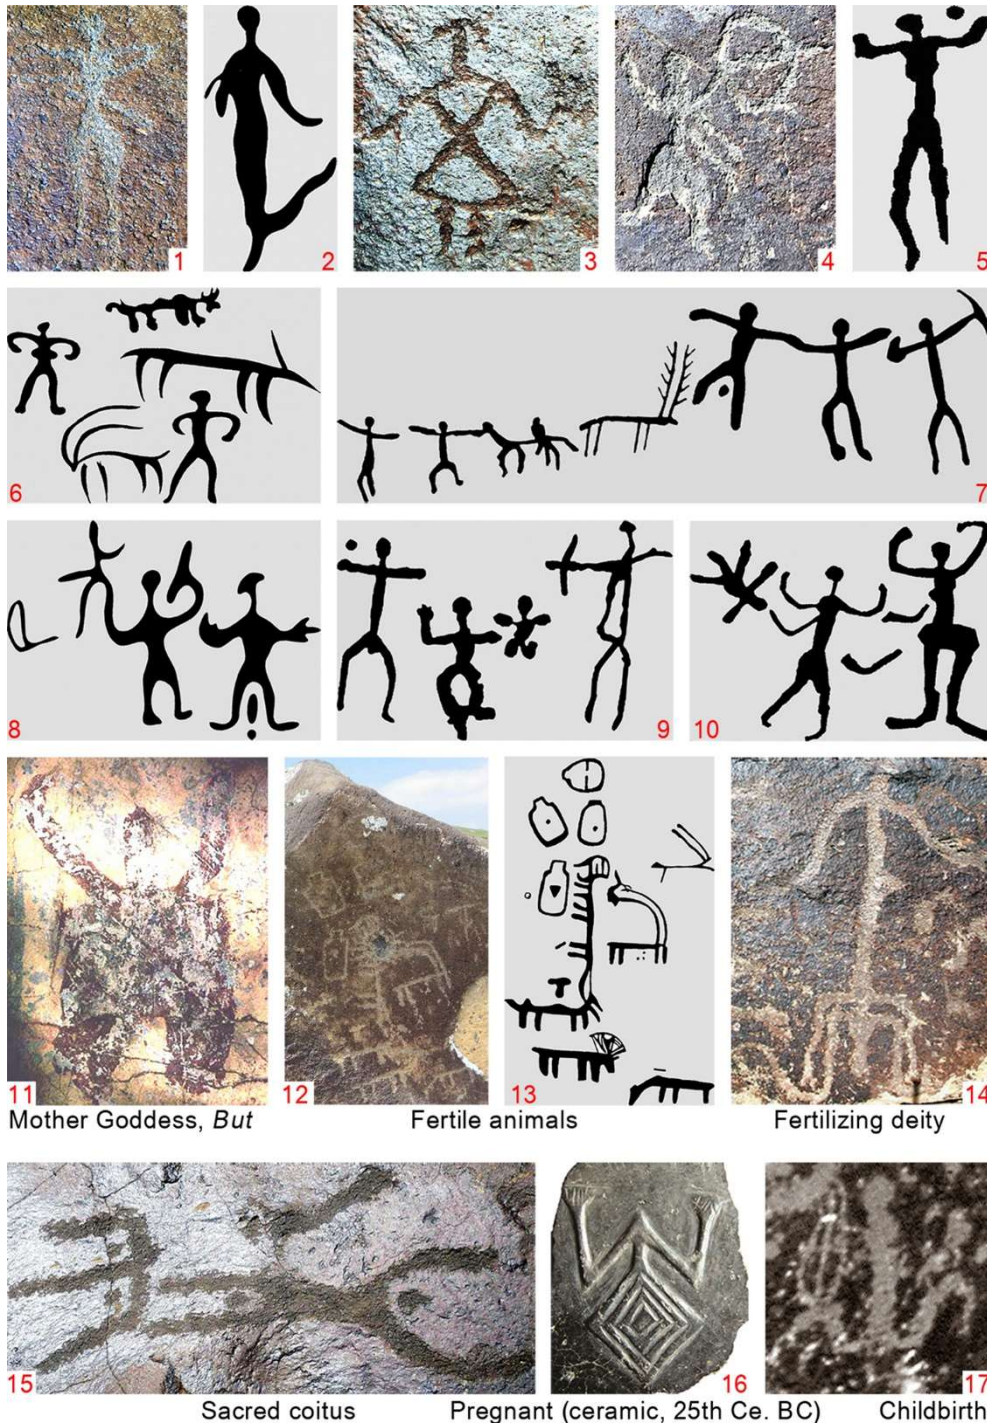 1 2 3 4 5
6 7
8 9 10
11 12 13 14
Mother Goddess, But Fertile animals Fertilizing deity
15 16 17
Sacred coitus Pregnant (ceramic, 25th Ce. BC) Childbirth